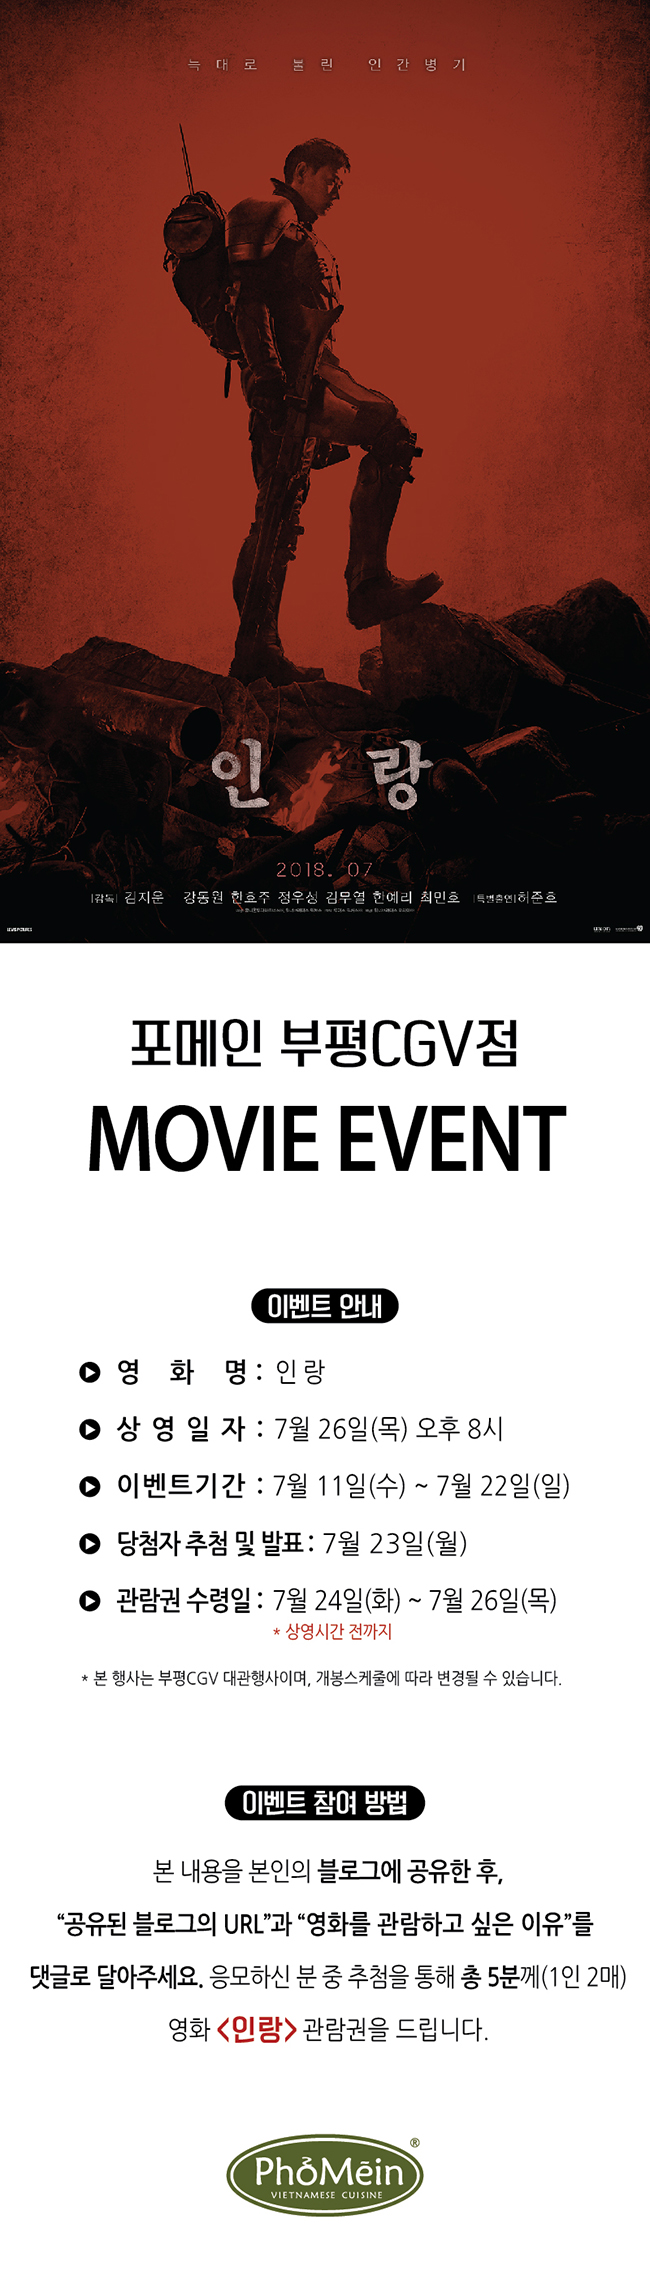 늑대로 불린 인간병기
인 랑
2018. 07
|감독| 김지운 강동원 한효주 정우성 김무열 한예리 최민호 |특별출연| 허준호
포메인 부평CGV점
MOVIE EVENT
이벤트 안내
영 화 명 : 인 랑
상 영 일 자 : 7월 26일(목) 오후 8시
이벤트기간 : 7월 11일(수) ~ 7월 22일(일)
당첨자 추첨 및 발표 : 7월 23일(월)
관람권 수령일 : 7월 24일(화) ~ 7월 26일(목)
* 상영시간 전까지
* 본 행사는 부평CGV 대관행사이며, 개봉스케줄에 따라 변경될 수 있습니다.
이벤트 참여 방법
본 내용을 본인의 블로그에 공유한 후,
“공유된 블로그의 URL”과 “영화를 관람하고 싶은 이유”를
댓글로 달아주세요. 응모하신 분 중 추첨을 통해 총 5분께(1인 2매)
영화 <인랑> 관람권을 드립니다.
PhởMēin ®
VIETNAMESE CUISINE